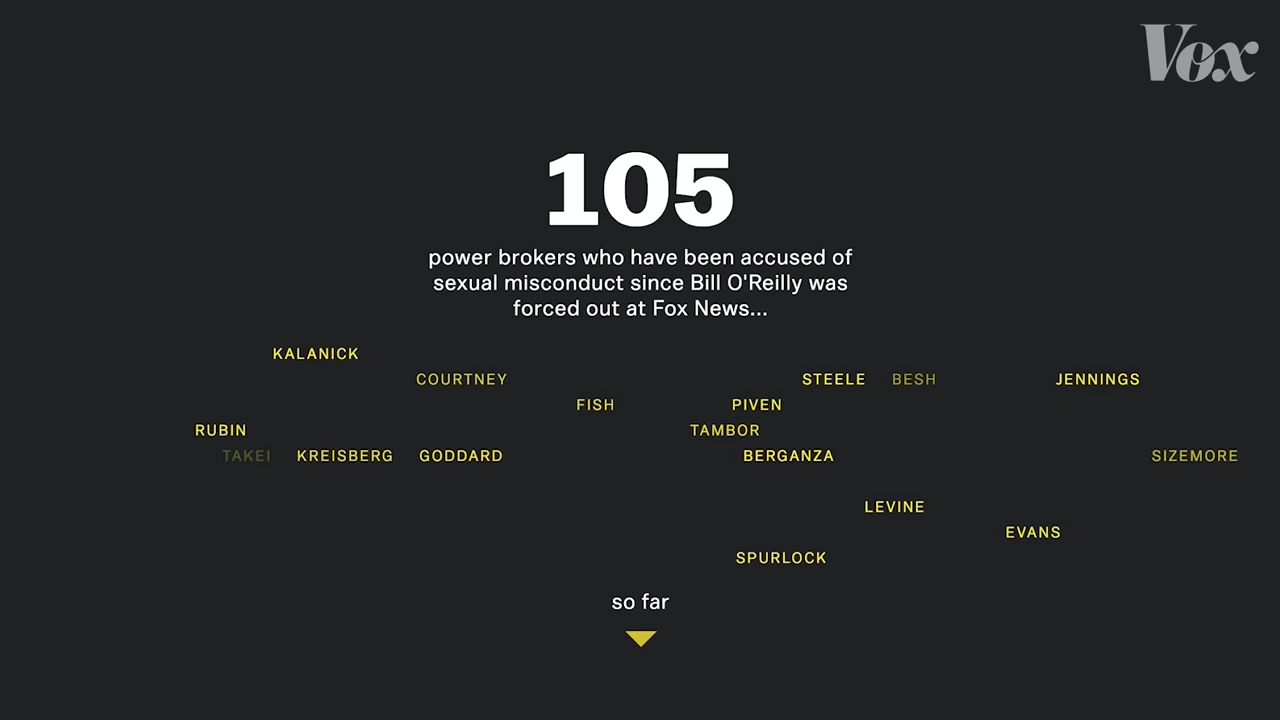 Vox
105
power brokers who have been accused of
sexual misconduct since Bill O'Reilly was
forced out at Fox News...
KALANICK
COURTNEY STEELE BESH JENNINGS
FISH PIVEN
RUBIN TAMBOR
TAKEI KREISBERG GODDARD BERGANZA SIZEMORE
LEVINE
EVANS
SPURLOCK
so far